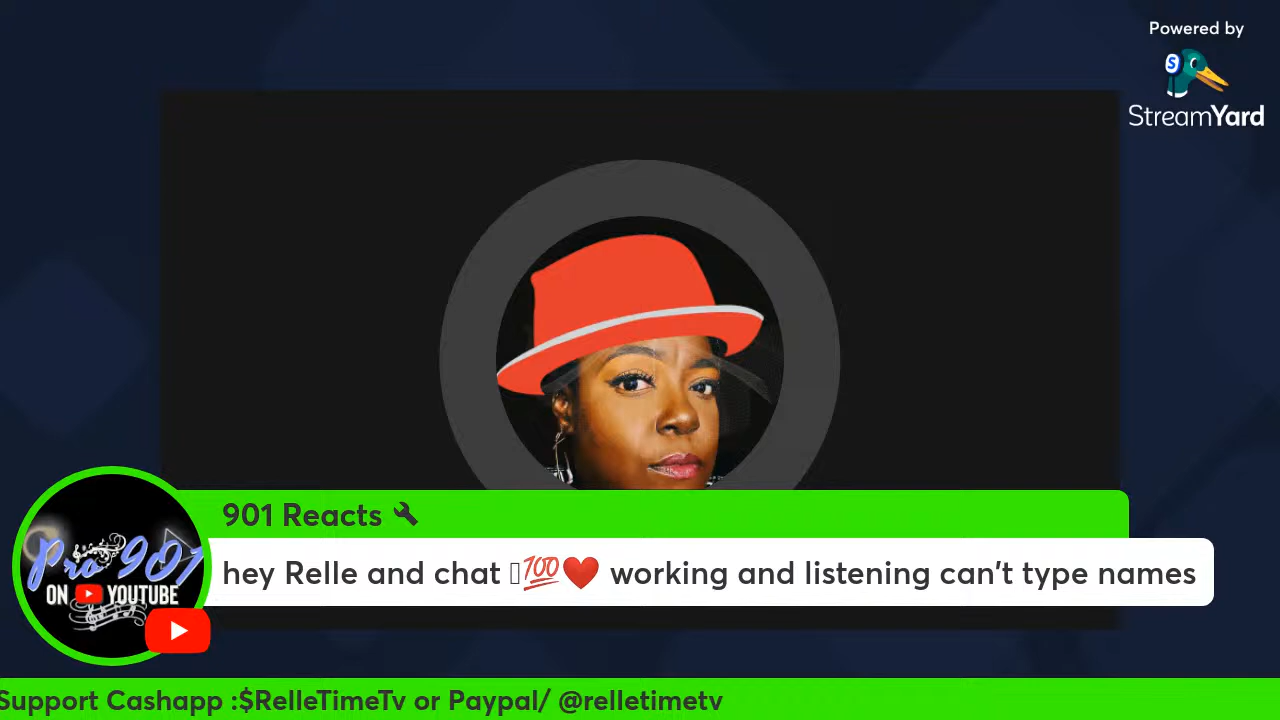 Powered by
S
StreamYard
901 Reacts
hey Relle and chat 💯❤️ working and listening can't type names
Pro 901
ON YOUTUBE
Support Cashapp :$RelleTimeTv or Paypal/ @relletimetv